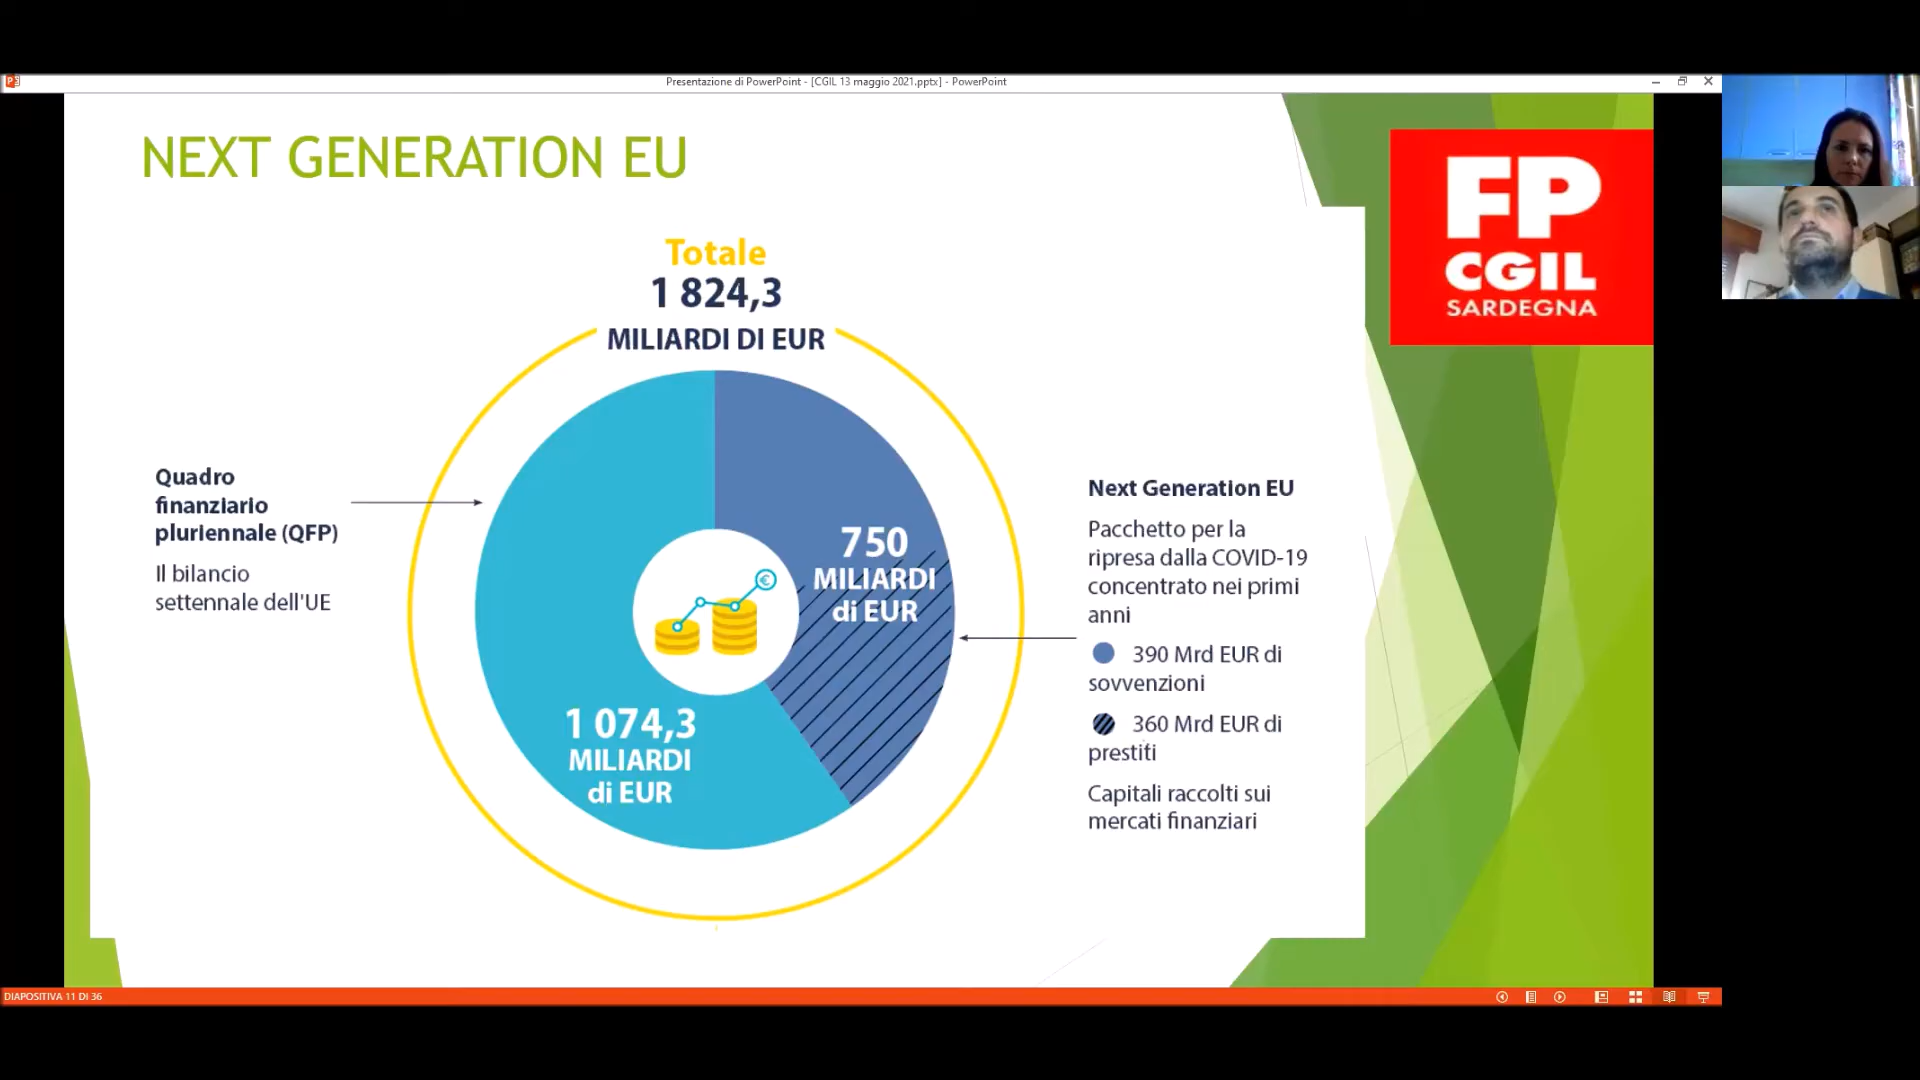 Presentazione di PowerPoint - [CGIL 13 maggio 2021.pptx] - PowerPoint
NEXT GENERATION EU
FP
CGIL
SARDEGNA
Totale
1 824,3
MILIARDI DI EUR
Quadro
finanziario
pluriennale (QFP)
Il bilancio
settennale dell'UE
750
MILIARDI
di EUR
1 074,3
MILIARDI
di EUR
Next Generation EU
Pacchetto per la
ripresa dalla COVID-19
concentrato nei primi
anni
390 Mrd EUR di
sovvenzioni
360 Mrd EUR di
prestiti
Capitali raccolti sui
mercati finanziari
DIAPOSITIVA 11 DI 36